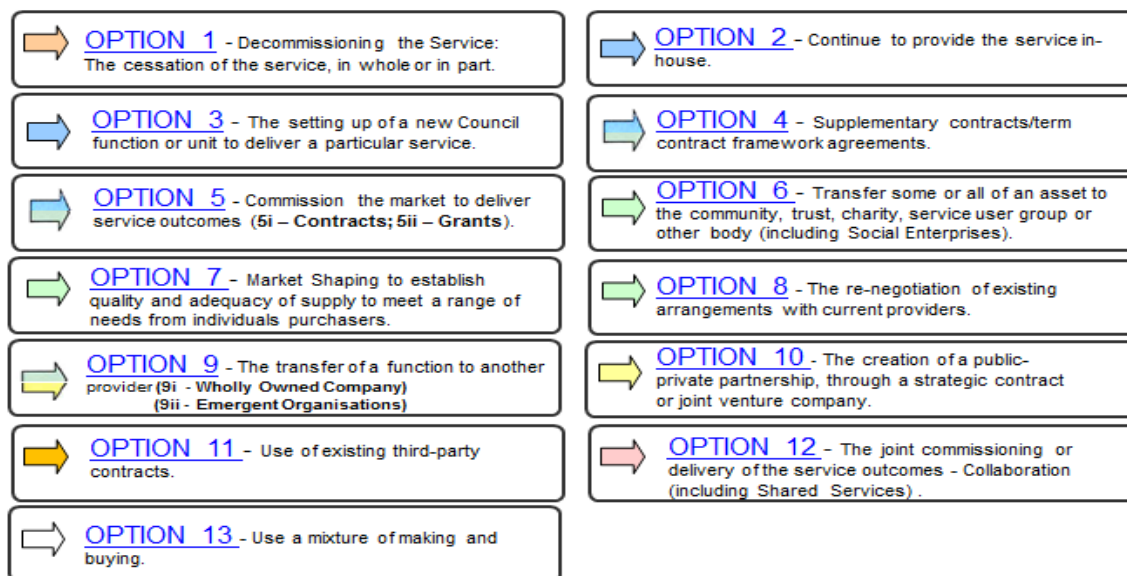 OPTION 1 - Decommissioning the Service:
The cessation of the service, in whole or in part.
OPTION 2 - Continue to provide the service in-
house.
OPTION 3 - The setting up of a new Council
function or unit to deliver a particular service.
OPTION 4 - Supplementary contracts/term
contract framework agreements.
OPTION 5 - Commission the market to deliver
service outcomes (5i – Contracts; 5ii – Grants).
OPTION 6 - Transfer some or all of an asset to
the community, trust, charity, service user group or
other body (including Social Enterprises).
OPTION 7 - Market Shaping to establish
quality and adequacy of supply to meet a range of
needs from individuals purchasers.
OPTION 8 - The re-negotiation of existing
arrangements with current providers.
OPTION 9 - The transfer of a function to another
provider (9i - Wholly Owned Company)
(9ii - Emergent Organisations)
OPTION 10 - The creation of a public-
private partnership, through a strategic contract
or joint venture company.
OPTION 11 - Use of existing third-party
contracts.
OPTION 12 - The joint commissioning or
delivery of the service outcomes - Collaboration
(including Shared Services) .
OPTION 13 - Use a mixture of making and
buying.